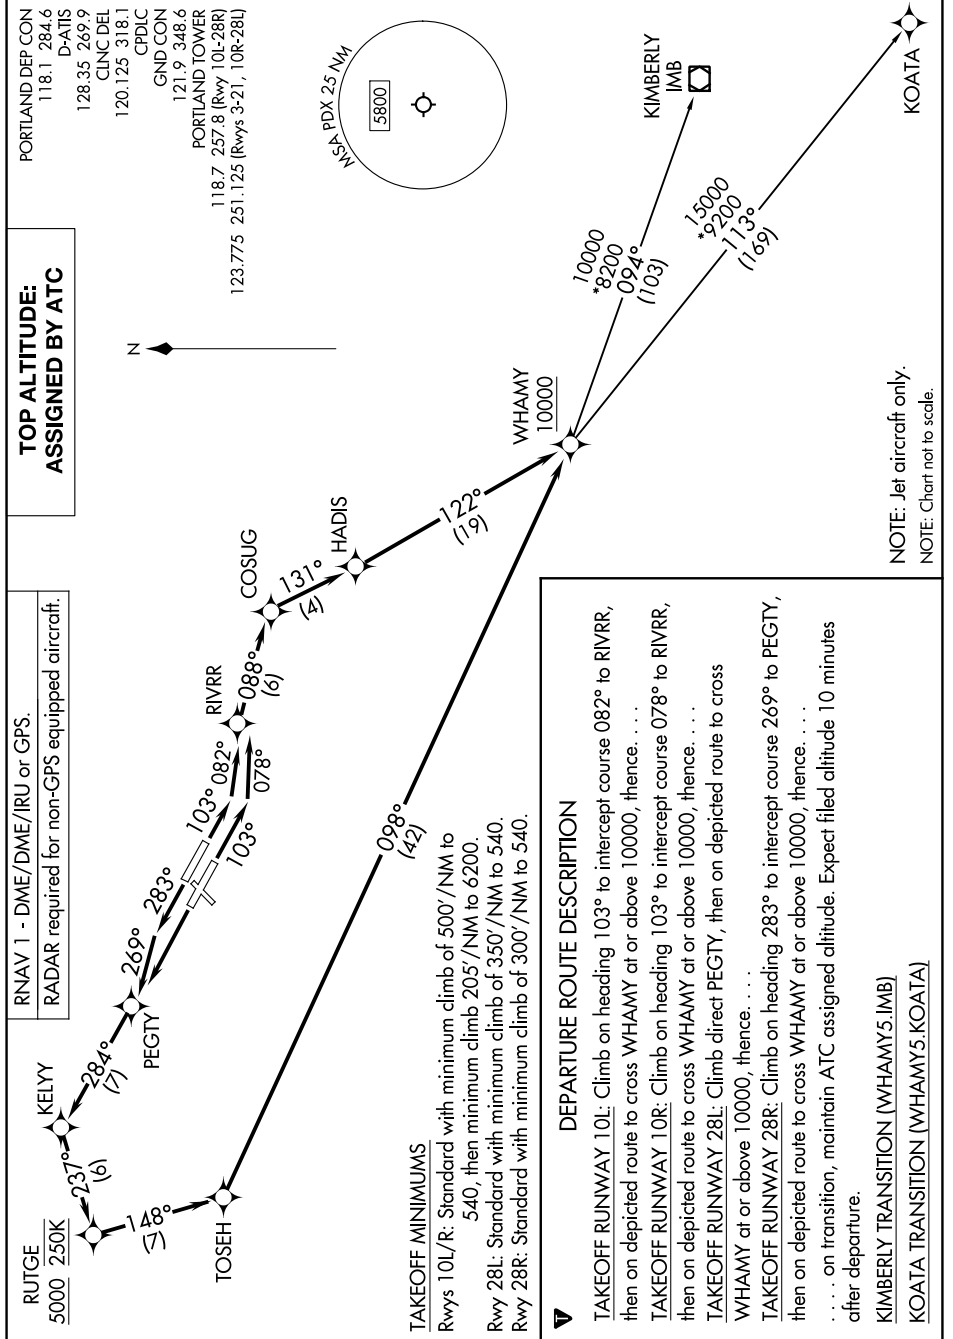 RNAV 1 - DME/DME/IRU or GPS.
RADAR required for non-GPS equipped aircraft.
TOP ALTITUDE:
ASSIGNED BY ATC
PORTLAND DEP CON
118.1 284.6
D-ATIS
128.35 269.9
CLNC DEL
120.125 318.1
CPDLC
GND CON
121.9 348.6
PORTLAND TOWER
118.7 257.8 (Rwy 10L-28R)
123.775 251.125 (Rwys 3-21, 10R-28L)
N
MSA PDX 25 NM
5800
RUTGE
5000 250K
237°
(6)
KELYY
284°
(7)
PEGTY
269°
283°
103°
082°
103°
078°
RIVRR
088°
(6)
COSUG
131°
(4)
HADIS
122°
(19)
WHAMY
10000
148°
(7)
TOSEH
098°
(42)
10000
*8200
094°
(103)
KIMBERLY
IMB
15000
*9200
113°
(169)
KOATA
TAKEOFF MINIMUMS
Rwys 10L/R: Standard with minimum climb of 500'/NM to
540, then minimum climb 205'/NM to 6200.
Rwy 28L: Standard with minimum climb of 350'/NM to 540.
Rwy 28R: Standard with minimum climb of 300'/NM to 540.
NOTE: Jet aircraft only.
NOTE: Chart not to scale.
T
DEPARTURE ROUTE DESCRIPTION
TAKEOFF RUNWAY 10L: Climb on heading 103° to intercept course 082° to RIVRR,
then on depicted route to cross WHAMY at or above 10000, thence. . . .
TAKEOFF RUNWAY 10R: Climb on heading 103° to intercept course 078° to RIVRR,
then on depicted route to cross WHAMY at or above 10000, thence. . . .
TAKEOFF RUNWAY 28L: Climb direct PEGTY, then on depicted route to cross
WHAMY at or above 10000, thence. . . .
TAKEOFF RUNWAY 28R: Climb on heading 283° to intercept course 269° to PEGTY,
then on depicted route to cross WHAMY at or above 10000, thence. . . .
. . . . on transition, maintain ATC assigned altitude. Expect filed altitude 10 minutes
after departure.
KIMBERLY TRANSITION (WHAMY5.IMB)
KOATA TRANSITION (WHAMY5.KOATA)